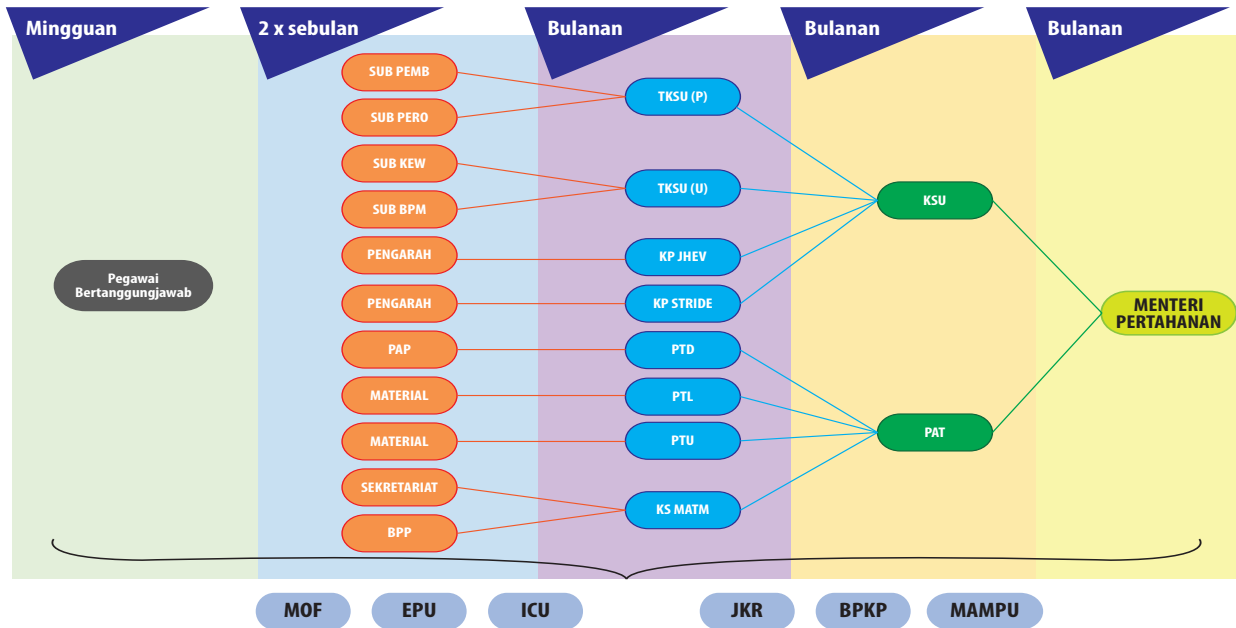 Mingguan
2 x sebulan
Bulanan
Bulanan
Bulanan
Pegawai
Bertanggungjawab
SUB PEMB
SUB PERO
SUB KEW
SUB BPM
PENGARAH
PENGARAH
PAP
MATERIAL
MATERIAL
SEKRETARIAT
BPP
TKSU (P)
TKSU (U)
KP JHEV
KP STRIDE
PTD
PTL
PTU
KS MATM
KSU
PAT
MENTERI
PERTAHANAN
MOF
EPU
ICU
JKR
BPKP
MAMPU